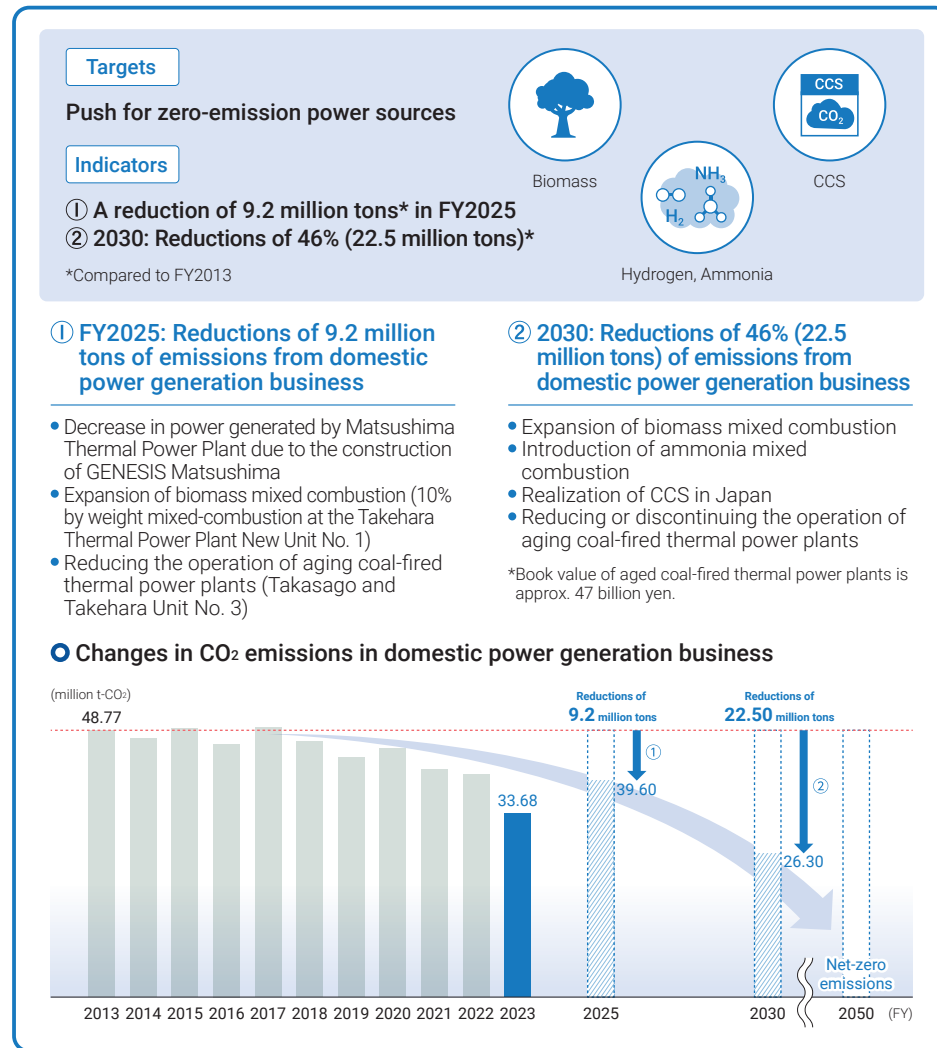 Targets
Push for zero-emission power sources
Indicators
① A reduction of 9.2 million tons* in FY2025
② 2030: Reductions of 46% (22.5 million tons)*
*Compared to FY2013
Biomass
CCS
CO₂
CCS
H₂
NH₃
Hydrogen, Ammonia
① FY2025: Reductions of 9.2 million
tons of emissions from domestic
power generation business
• Decrease in power generated by Matsushima
Thermal Power Plant due to the construction
of GENESIS Matsushima
• Expansion of biomass mixed combustion (10%
by weight mixed-combustion at the Takehara
Thermal Power Plant New Unit No. 1)
• Reducing the operation of aging coal-fired
thermal power plants (Takasago and
Takehara Unit No. 3)
② 2030: Reductions of 46% (22.5
million tons) of emissions from
domestic power generation business
• Expansion of biomass mixed combustion
• Introduction of ammonia mixed
combustion
• Realization of CCS in Japan
• Reducing or discontinuing the operation of
aging coal-fired thermal power plants
*Book value of aged coal-fired thermal power plants is
approx. 47 billion yen.
Changes in CO₂ emissions in domestic power generation business
(million t-CO₂)
48.77
33.68
Reductions of
9.2 million tons
①
39.60
Reductions of
22.50 million tons
②
26.30
Net-zero
emissions
2013 2014 2015 2016 2017 2018 2019 2020 2021 2022 2023 2025 2030 2050 (FY)